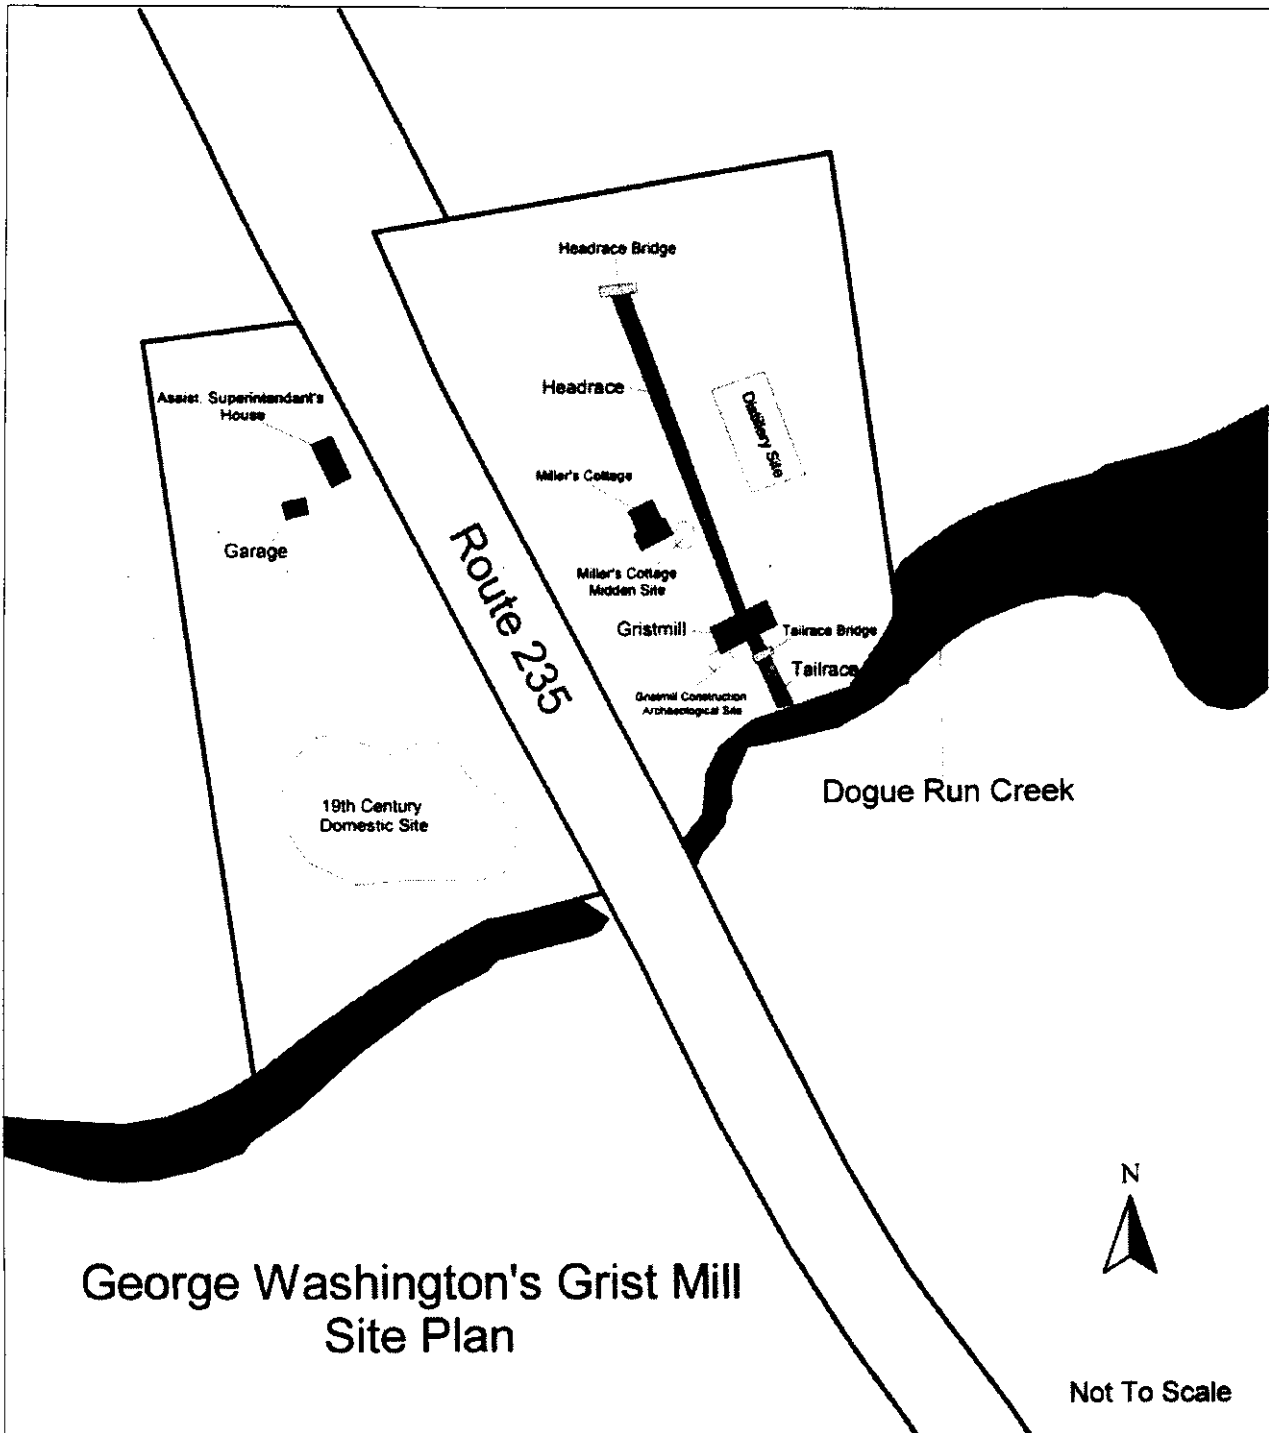 Headrace Bridge
Headrace
Distillery Site
Assist. Superintendant's
House
Miller's Cottage
Garage
Route 235
Miller's Cottage
Midden Site
Gristmill
Tailrace Bridge
Tailrace
Gristmill Construction
Archaeological Site
Dogue Run Creek
19th Century
Domestic Site
N
George Washington's Grist Mill
Site Plan
Not To Scale